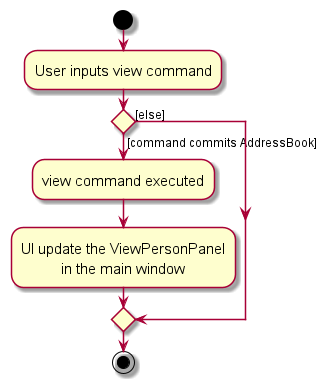 User inputs view command
[else]
[command commits AddressBook]
view command executed
UI update the ViewPersonPanel
in the main window